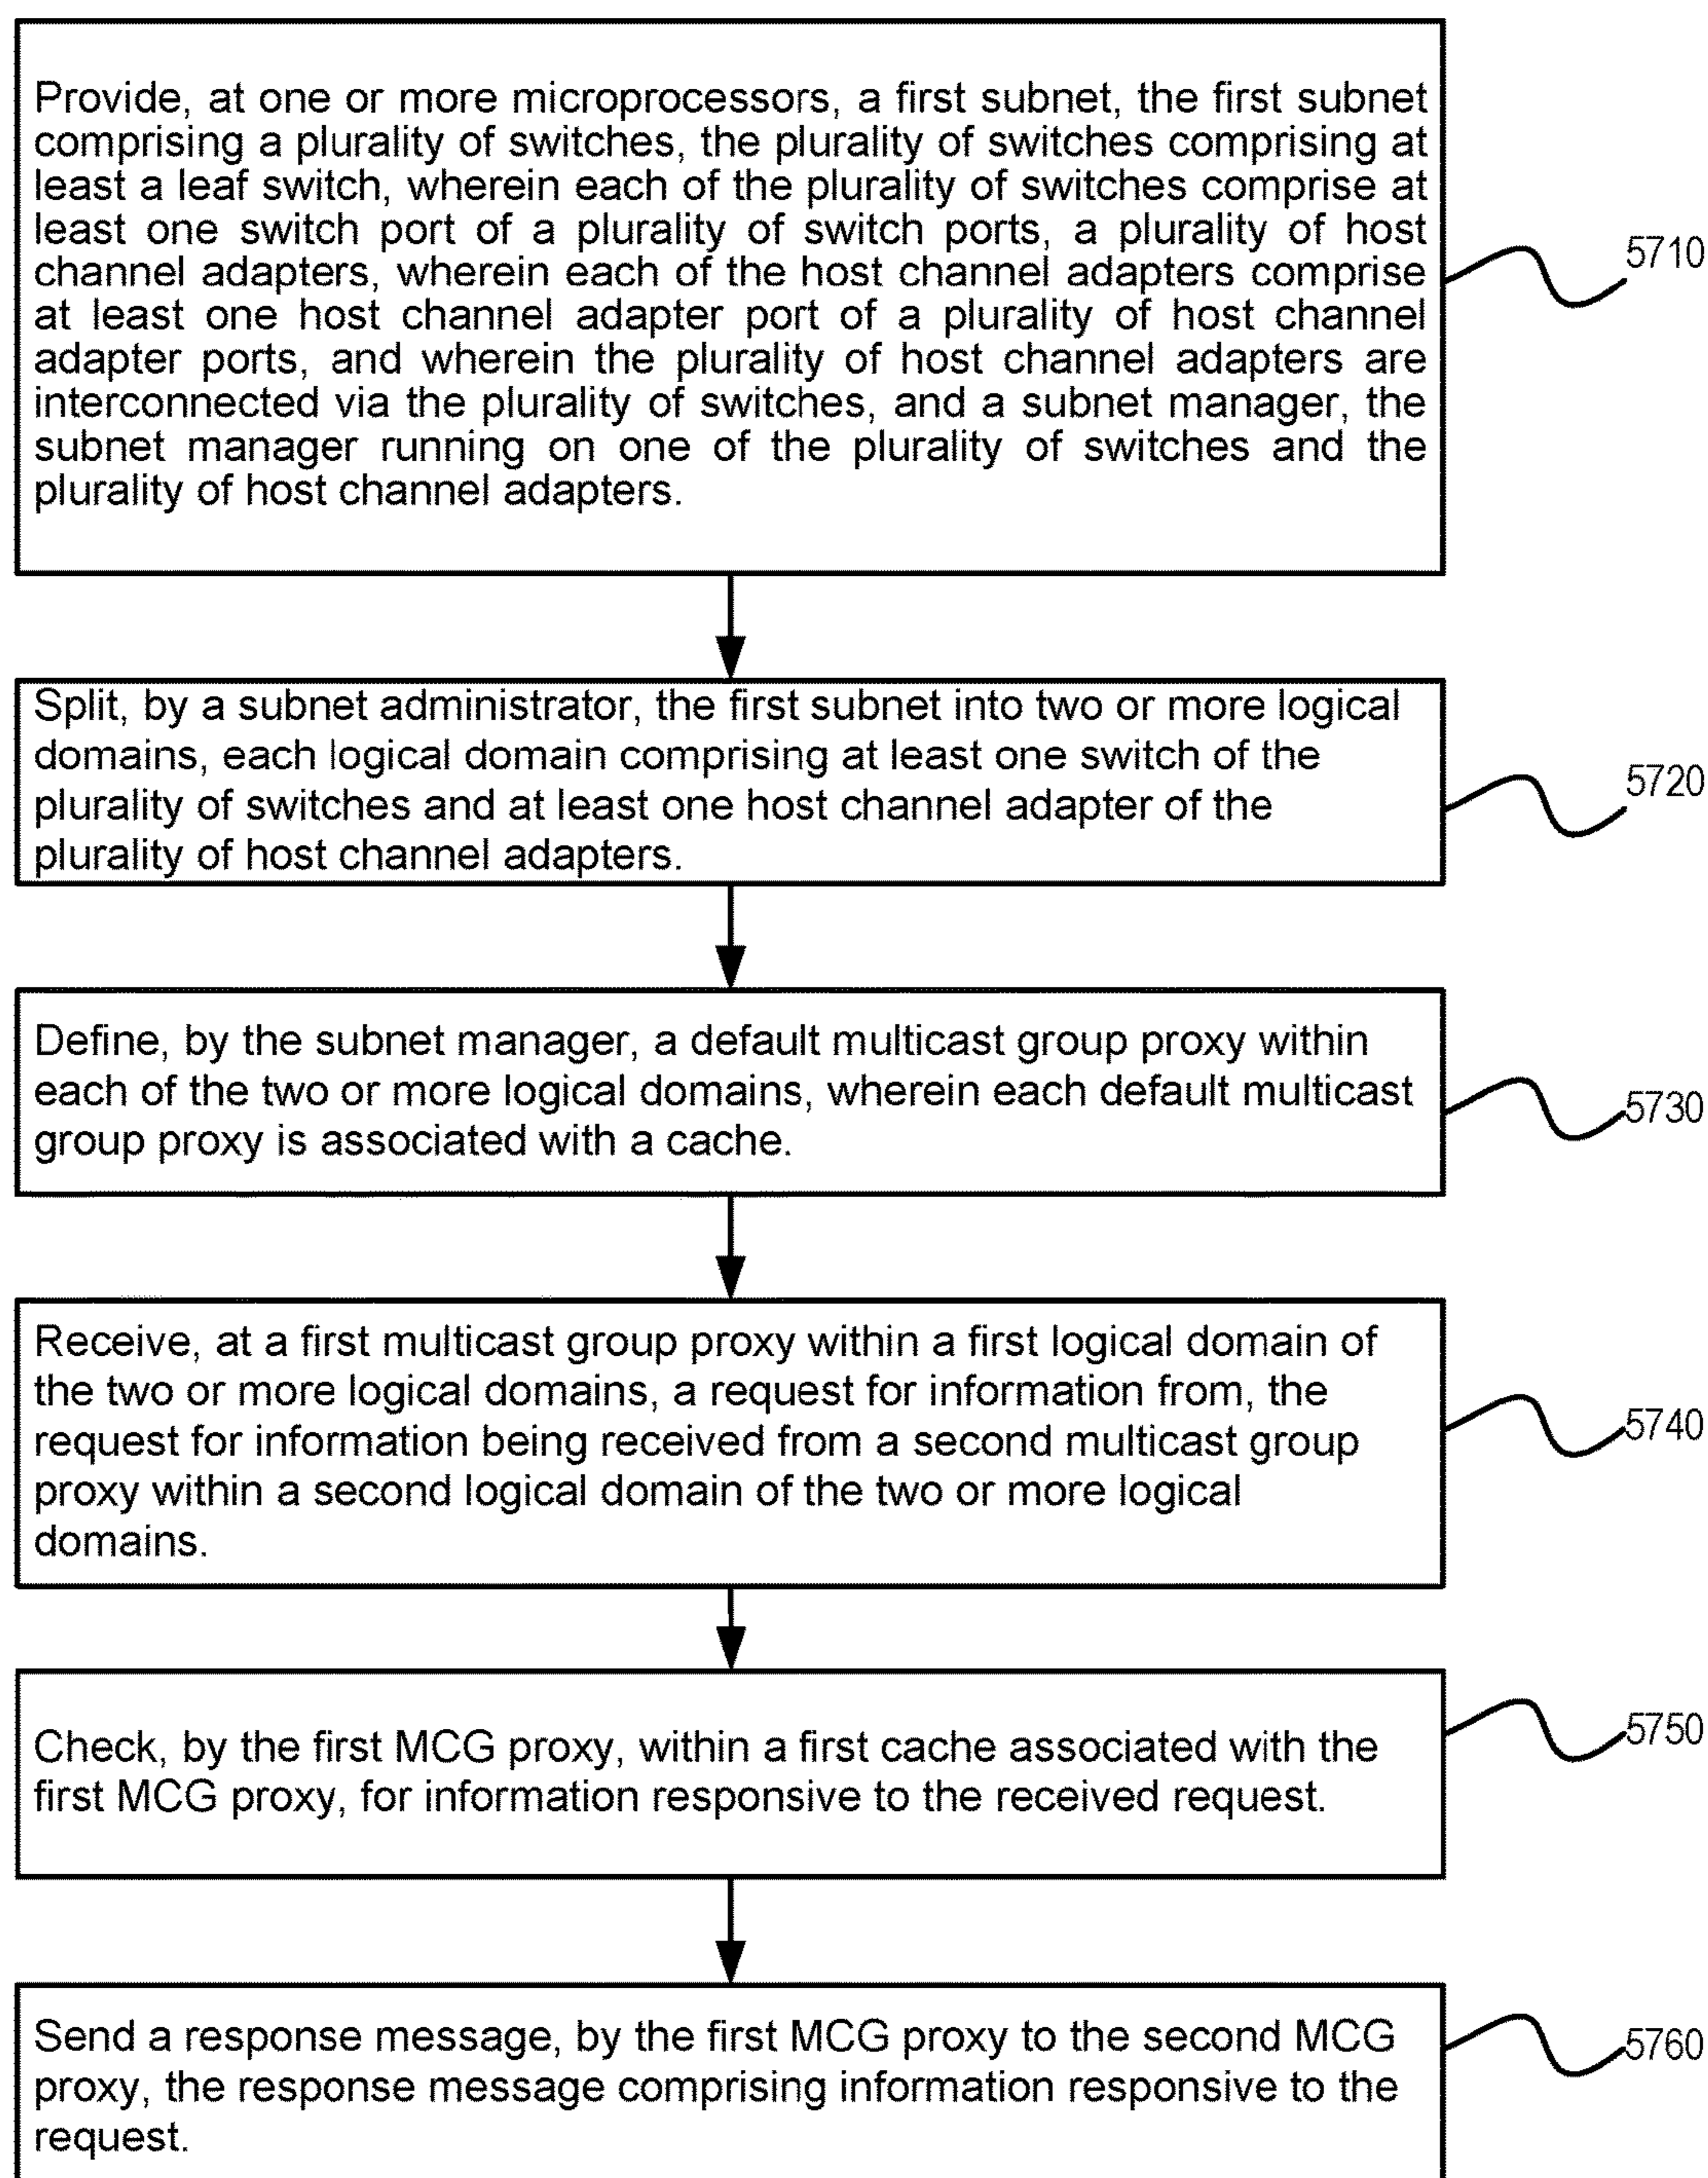 Provide, at one or more microprocessors, a first subnet, the first subnet
comprising a plurality of switches, the plurality of switches comprising at
least a leaf switch, wherein each of the plurality of switches comprise at
least one switch port of a plurality of switch ports, a plurality of host
channel adapters, wherein each of the host channel adapters comprise
at least one host channel adapter port of a plurality of host channel
adapter ports, and wherein the plurality of host channel adapters are
interconnected via the plurality of switches, and a subnet manager, the
subnet manager running on one of the plurality of switches and the
plurality of host channel adapters.
5710
Split, by a subnet administrator, the first subnet into two or more logical
domains, each logical domain comprising at least one switch of the
plurality of switches and at least one host channel adapter of the
plurality of host channel adapters.
5720
Define, by the subnet manager, a default multicast group proxy within
each of the two or more logical domains, wherein each default multicast
group proxy is associated with a cache.
5730
Receive, at a first multicast group proxy within a first logical domain of
the two or more logical domains, a request for information from, the
request for information being received from a second multicast group
proxy within a second logical domain of the two or more logical
domains.
5740
Check, by the first MCG proxy, within a first cache associated with the
first MCG proxy, for information responsive to the received request.
5750
Send a response message, by the first MCG proxy to the second MCG
proxy, the response message comprising information responsive to the
request.
5760